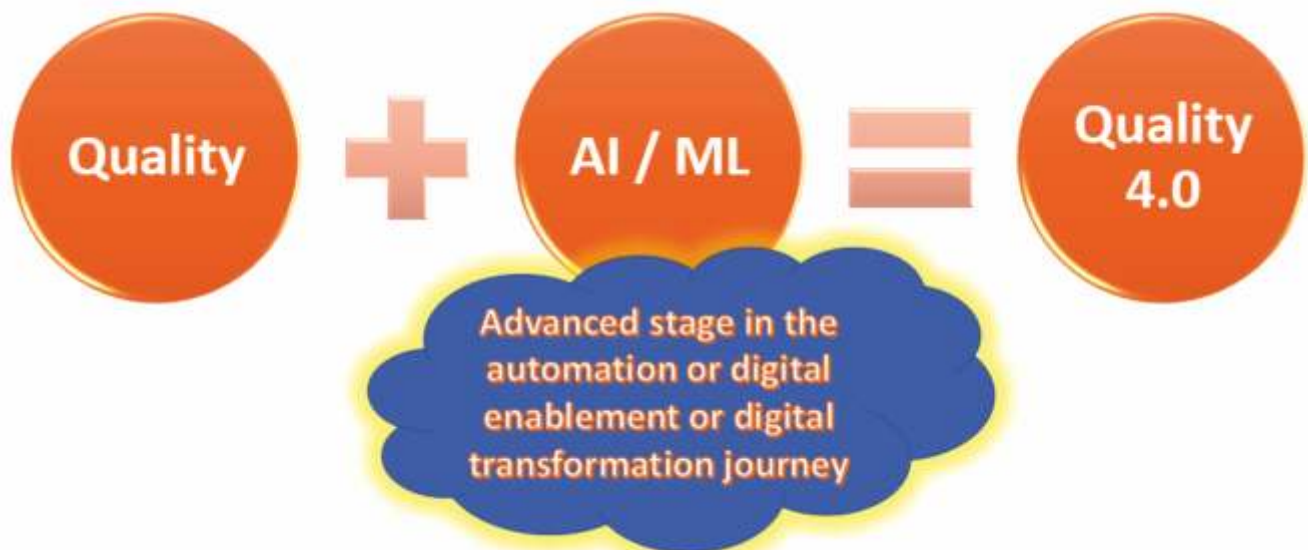 Quality
AI / ML
Quality
4.0
Advanced stage in the
automation or digital
enablement or digital
transformation journey